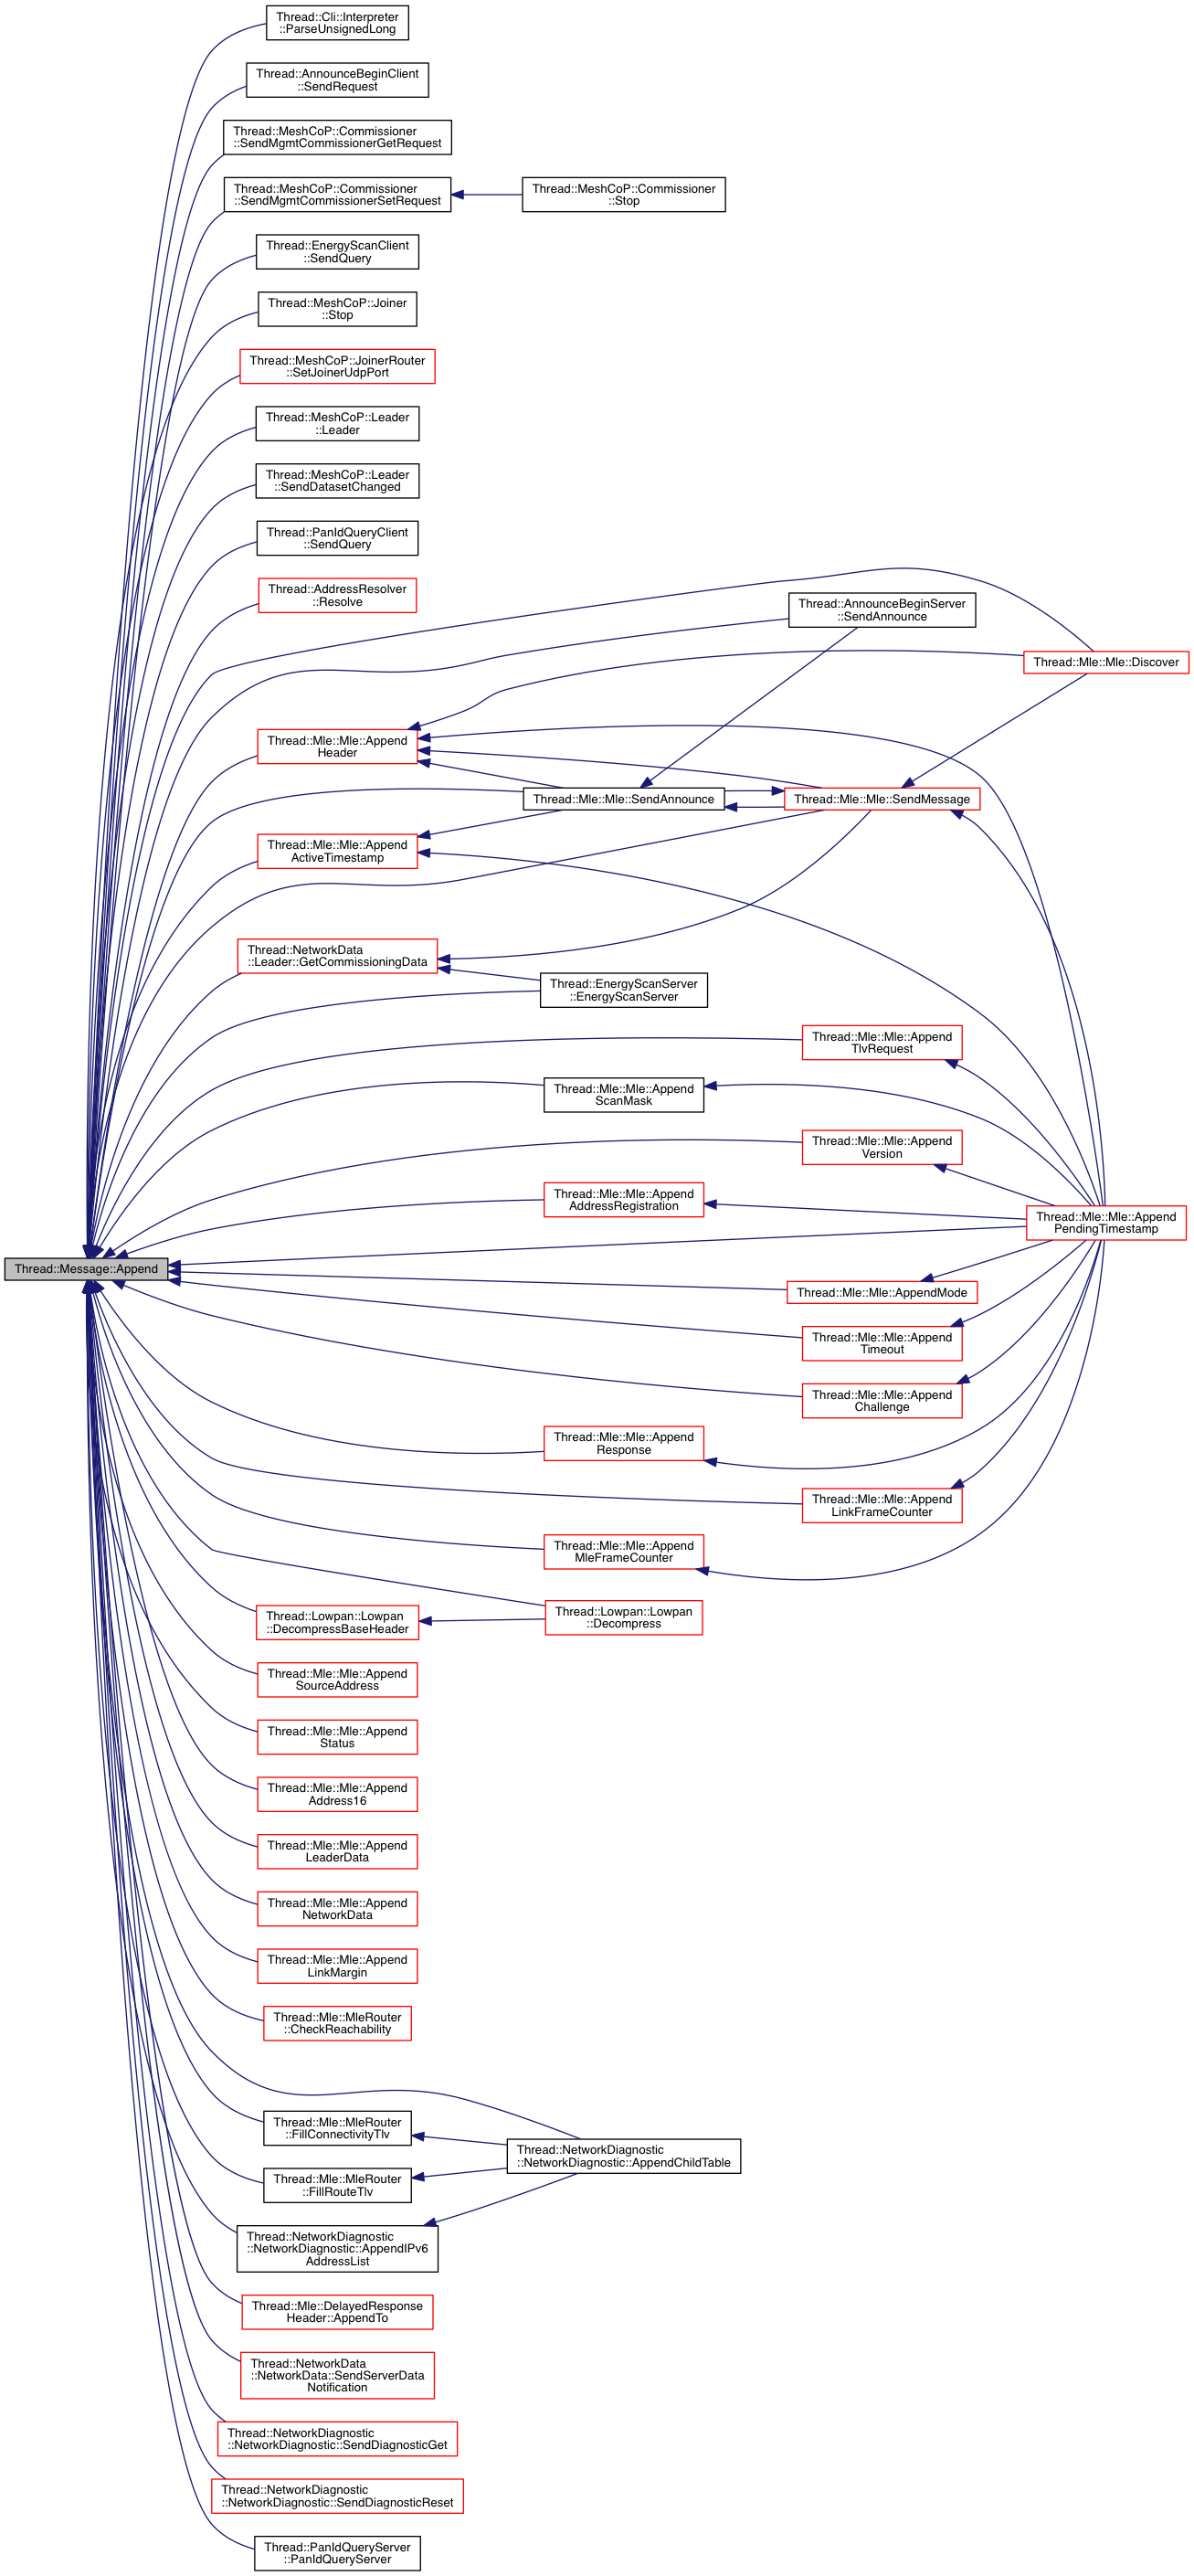 Thread::Cli::Interpreter
::ParseUnsignedLong
Thread::AnnounceBeginClient
::SendRequest
Thread::MeshCoP::Commissioner
::SendMgmtCommissionerGetRequest
Thread::MeshCoP::Commissioner
::SendMgmtCommissionerSetRequest
Thread::MeshCoP::Commissioner
::Stop
Thread::EnergyScanClient
::SendQuery
Thread::MeshCoP::Joiner
::Stop
Thread::MeshCoP::JoinerRouter
::SetJoinerUdpPort
Thread::MeshCoP::Leader
::Leader
Thread::MeshCoP::Leader
::SendDatasetChanged
Thread::PanIdQueryClient
::SendQuery
Thread::AddressResolver
::Resolve
Thread::AnnounceBeginServer
::SendAnnounce
Thread::Mle::Mle::Discover
Thread::Mle::Mle::Append
Header
Thread::Mle::Mle::SendAnnounce
Thread::Mle::Mle::SendMessage
Thread::Mle::Mle::Append
ActiveTimestamp
Thread::NetworkData
::Leader::GetCommissioningData
Thread::EnergyScanServer
::EnergyScanServer
Thread::Mle::Mle::Append
TlvRequest
Thread::Mle::Mle::Append
ScanMask
Thread::Mle::Mle::Append
Version
Thread::Mle::Mle::Append
AddressRegistration
Thread::Mle::Mle::Append
PendingTimestamp
Thread::Message::Append
Thread::Mle::Mle::AppendMode
Thread::Mle::Mle::Append
Timeout
Thread::Mle::Mle::Append
Challenge
Thread::Mle::Mle::Append
Response
Thread::Mle::Mle::Append
LinkFrameCounter
Thread::Mle::Mle::Append
MleFrameCounter
Thread::Lowpan::Lowpan
::DecompressBaseHeader
Thread::Lowpan::Lowpan
::Decompress
Thread::Mle::Mle::Append
SourceAddress
Thread::Mle::Mle::Append
Status
Thread::Mle::Mle::Append
Address16
Thread::Mle::Mle::Append
LeaderData
Thread::Mle::Mle::Append
NetworkData
Thread::Mle::Mle::Append
LinkMargin
Thread::Mle::MleRouter
::CheckReachability
Thread::Mle::MleRouter
::FillConnectivityTlv
Thread::NetworkDiagnostic
::NetworkDiagnostic::AppendChildTable
Thread::Mle::MleRouter
::FillRouteTlv
Thread::NetworkDiagnostic
::NetworkDiagnostic::AppendIPv6
AddressList
Thread::Mle::DelayedResponse
Header::AppendTo
Thread::NetworkData
::NetworkData::SendServerData
Notification
Thread::NetworkDiagnostic
::NetworkDiagnostic::SendDiagnosticGet
Thread::NetworkDiagnostic
::NetworkDiagnostic::SendDiagnosticReset
Thread::PanIdQueryServer
::PanIdQueryServer